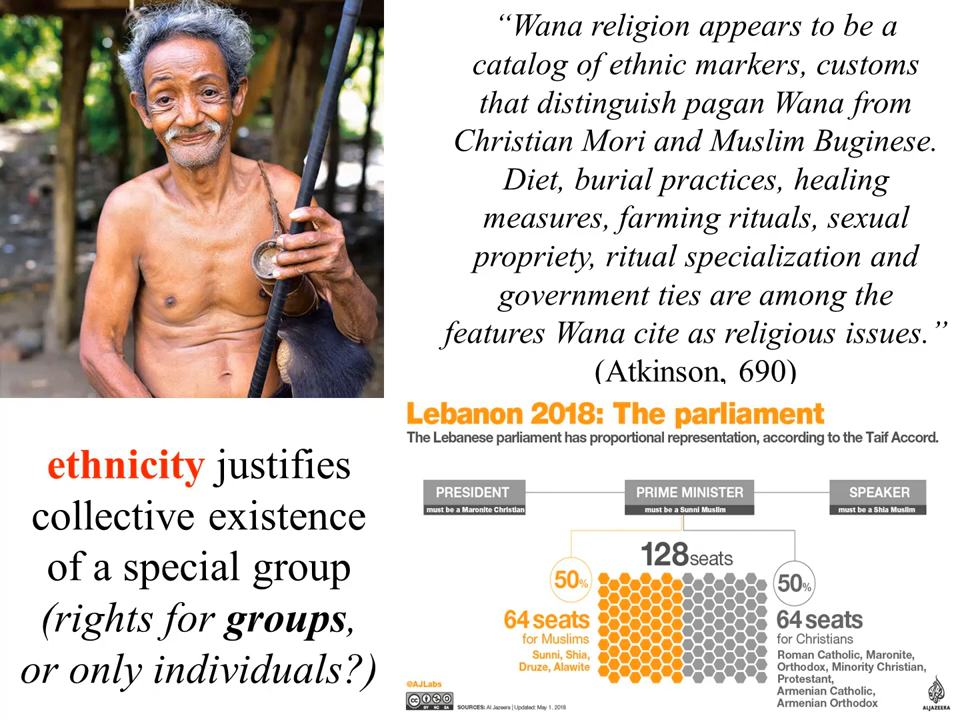 “Wana religion appears to be a
catalog of ethnic markers, customs
that distinguish pagan Wana from
Christian Mori and Muslim Buginese.
Diet, burial practices, healing
measures, farming rituals, sexual
propriety, ritual specialization and
government ties are among the
features Wana cite as religious issues.”
(Atkinson, 690)
ethnicity justifies
collective existence
of a special group
(rights for groups,
or only individuals?)
Lebanon 2018: The parliament
The Lebanese parliament has proportional representation, according to the Taif Accord.
PRESIDENT
must be a Maronite Christian
PRIME MINISTER
must be a Sunni Muslim
SPEAKER
must be a Shia Muslim
128 seats
50%
64 seats
for Muslims
Sunni, Shia,
Druze, Alawite
50%
64 seats
for Christians
Roman Catholic, Maronite,
Orthodox, Minority Christian,
Protestant,
Armenian Catholic,
Armenian Orthodox
@AJLabs
cc
BY NC SA
SOURCES: Al Jazeera | Updated: May 1, 2018
ALJAZEERA